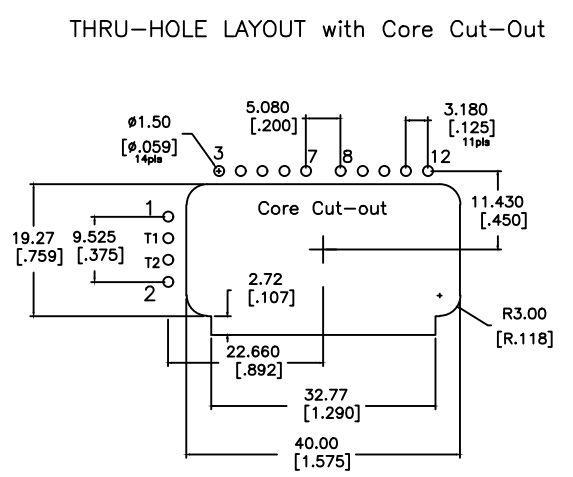 THRU-HOLE LAYOUT with Core Cut-Out
5.080
[.200]
3.180
[.125]
11pls
ø1.50
[ø.059]
14pls
3
7
8
12
11.430
[.450]
Core Cut-out
1
T1
T2
2
19.27
[.759]
9.525
[.375]
2.72
[.107]
R3.00
[R.118]
22.660
[.892]
32.77
[1.290]
40.00
[1.575]